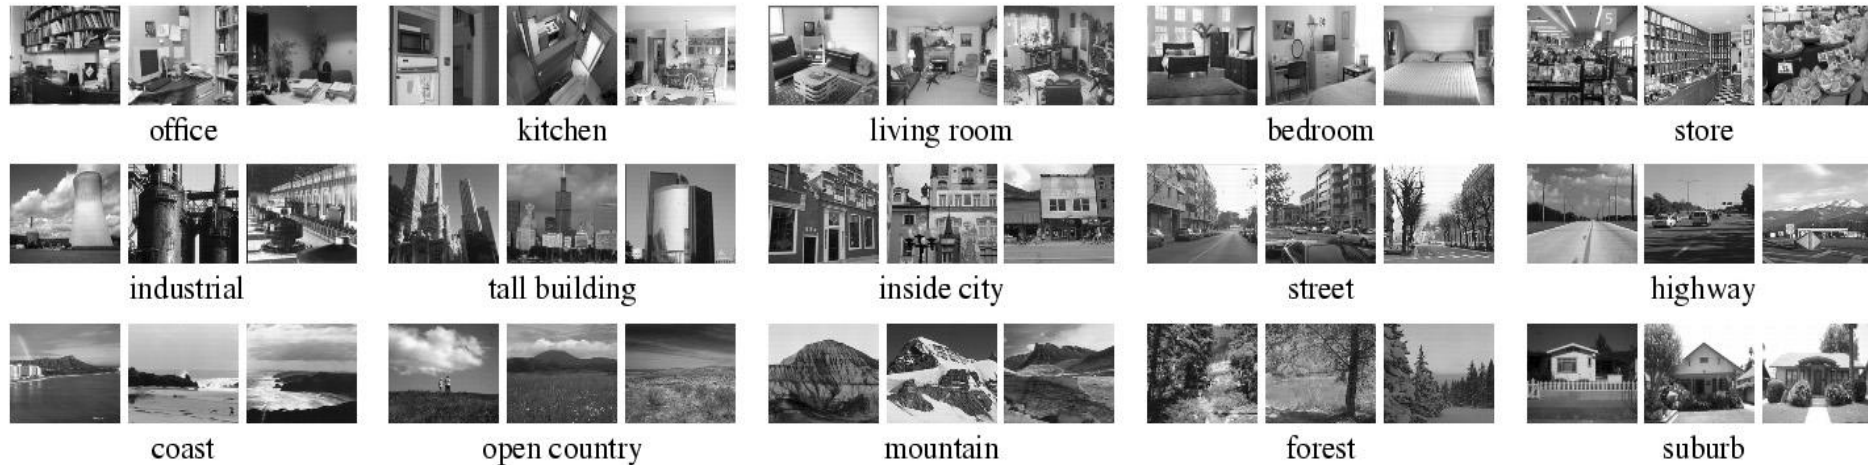 office kitchen living room bedroom store
industrial tall building inside city street highway
coast open country mountain forest suburb